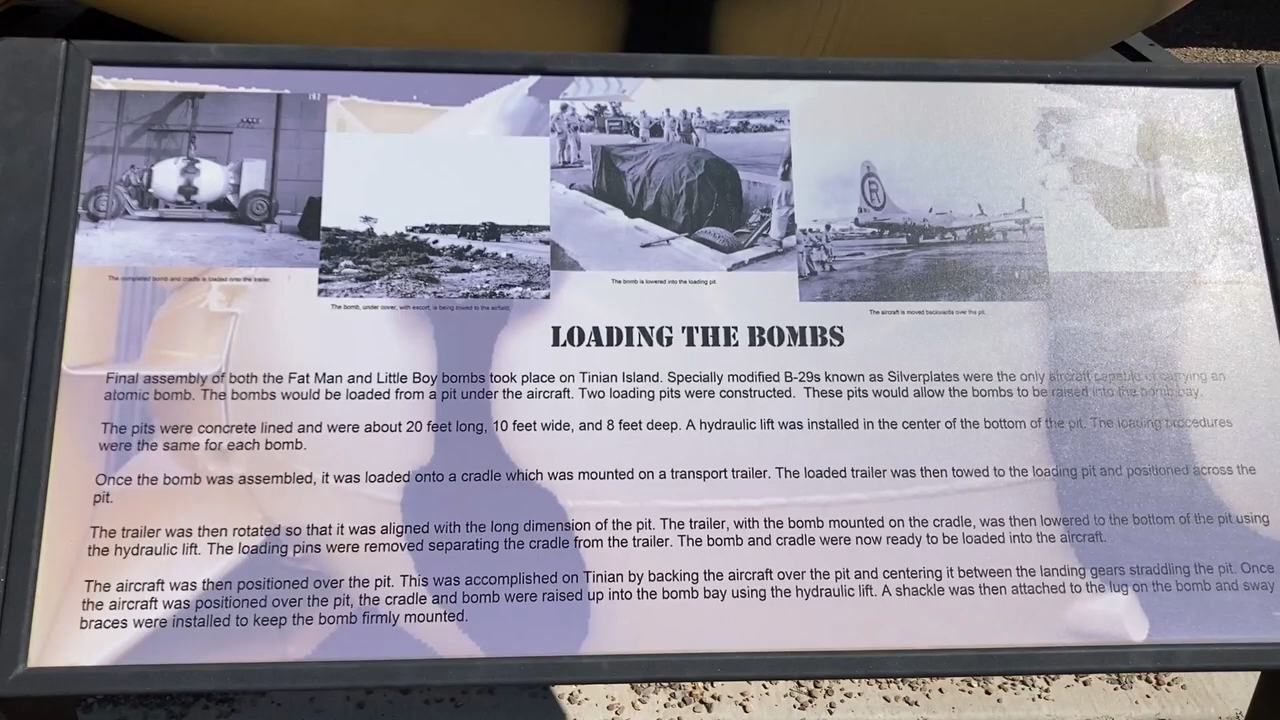 The completed bomb and cradle is loaded onto the trailer.
The bomb, under cover, with escort, is being towed to the airfield.
The bomb is lowered into the loading pit.
R
The aircraft is moved backwards over the pit.
LOADING THE BOMBS
Final assembly of both the Fat Man and Little Boy bombs took place on Tinian Island. Specially modified B-29s known as Silverplates were the only aircraft capable of carrying an
atomic bomb. The bombs would be loaded from a pit under the aircraft. Two loading pits were constructed. These pits would allow the bombs to be raised into the bomb bay.
The pits were concrete lined and were about 20 feet long, 10 feet wide, and 8 feet deep. A hydraulic lift was installed in the center of the bottom of the pit. The loading procedures
were the same for each bomb.
Once the bomb was assembled, it was loaded onto a cradle which was mounted on a transport trailer. The loaded trailer was then towed to the loading pit and positioned across the
pit.
The trailer was then rotated so that it was aligned with the long dimension of the pit. The trailer, with the bomb mounted on the cradle, was then lowered to the bottom of the pit using
the hydraulic lift. The loading pins were removed separating the cradle from the trailer. The bomb and cradle were now ready to be loaded into the aircraft.
The aircraft was then positioned over the pit. This was accomplished on Tinian by backing the aircraft over the pit and centering it between the landing gears straddling the pit. Once
the aircraft was positioned over the pit, the cradle and bomb were raised up into the bomb bay using the hydraulic lift. A shackle was then attached to the lug on the bomb and sway
braces were installed to keep the bomb firmly mounted.